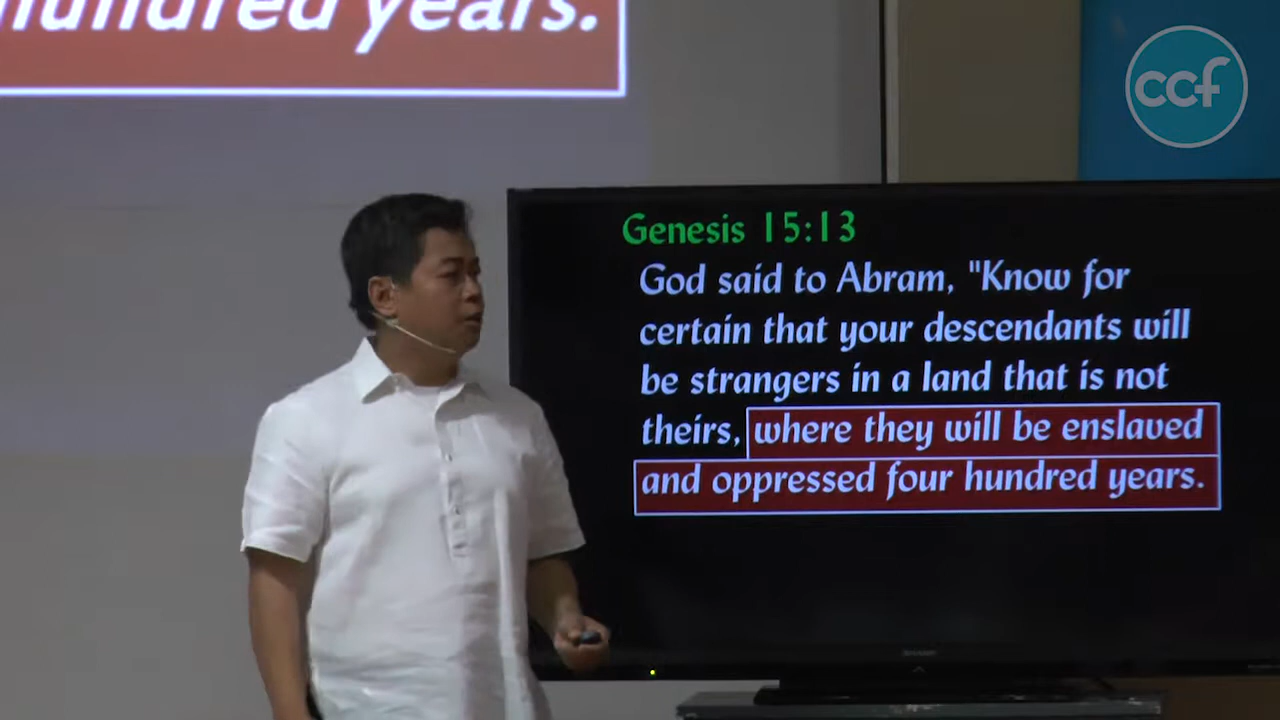 hundred years.
ccf
Genesis 15:13
God said to Abram, "Know for
certain that your descendants will
be strangers in a land that is not
theirs, where they will be enslaved
and oppressed four hundred years.
SHARP